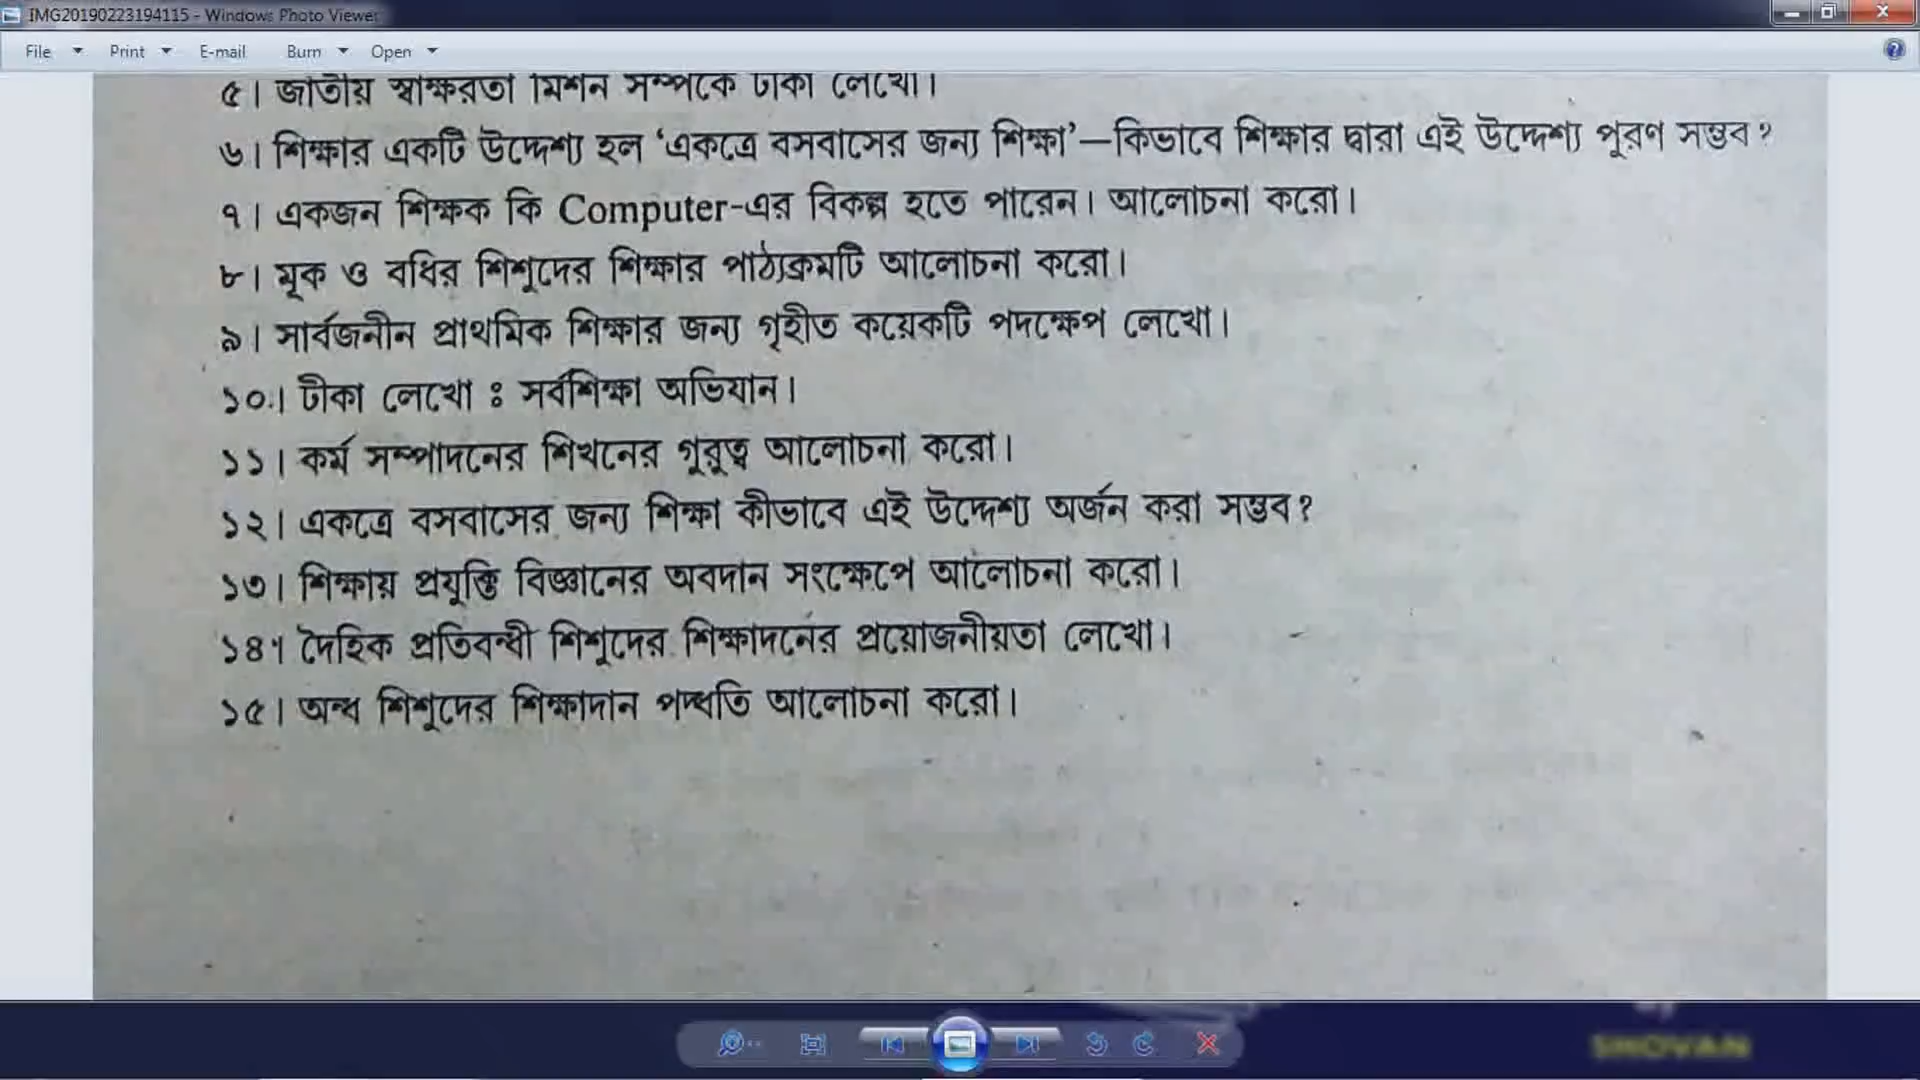 IMG20190223194115 - Windows Photo Viewer
File Print E-mail Burn Open
৫। জাতীয় স্বাক্ষরতা মিশন সম্পর্কে টীকা লেখো।
৬। শিক্ষার একটি উদ্দেশ্য হল ‘একত্রে বসবাসের জন্য শিক্ষা’—কিভাবে শিক্ষার দ্বারা এই উদ্দেশ্য পূরণ সম্ভব?
৭। একজন শিক্ষক কি Computer-এর বিকল্প হতে পারেন। আলোচনা করো।
৮। মূক ও বধির শিশুদের শিক্ষার পাঠ্যক্রমটি আলোচনা করো।
৯। সার্বজনীন প্রাথমিক শিক্ষার জন্য গৃহীত কয়েকটি পদক্ষেপ লেখো।
১০। টীকা লেখো ঃ সর্বশিক্ষা অভিযান।
১১। কর্ম সম্পাদনের শিখনের গুরুত্ব আলোচনা করো।
১২। একত্রে বসবাসের জন্য শিক্ষা কীভাবে এই উদ্দেশ্য অর্জন করা সম্ভব?
১৩। শিক্ষায় প্রযুক্তি বিজ্ঞানের অবদান সংক্ষেপে আলোচনা করো।
১৪। দৈহিক প্রতিবন্ধী শিশুদের শিক্ষাদনের প্রয়োজনীয়তা লেখো।
১৫। অন্ধ শিশুদের শিক্ষাদান পদ্ধতি আলোচনা করো।
SHOVAN